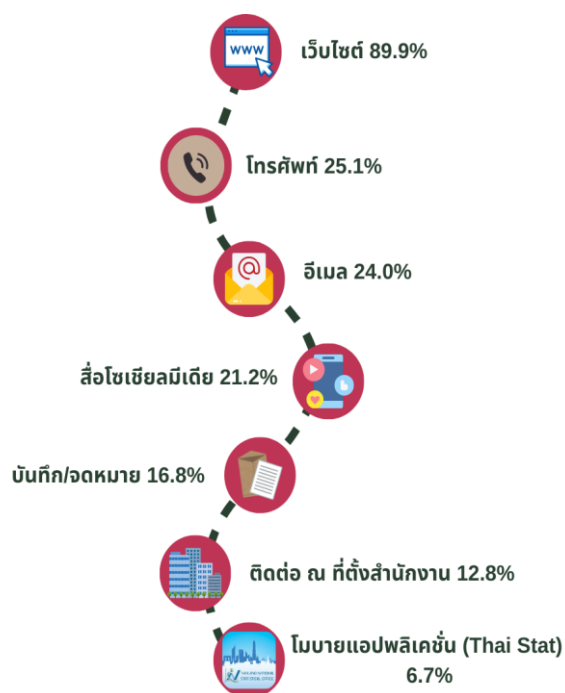 www
เว็บไซต์ 89.9%
โทรศัพท์ 25.1%
@
อีเมล 24.0%
สื่อโซเชียลมีเดีย 21.2%
บันทึก/จดหมาย 16.8%
ติดต่อ ณ ที่ตั้งสำนักงาน 12.8%
โมบายแอปพลิเคชั่น (Thai Stat)
6.7%